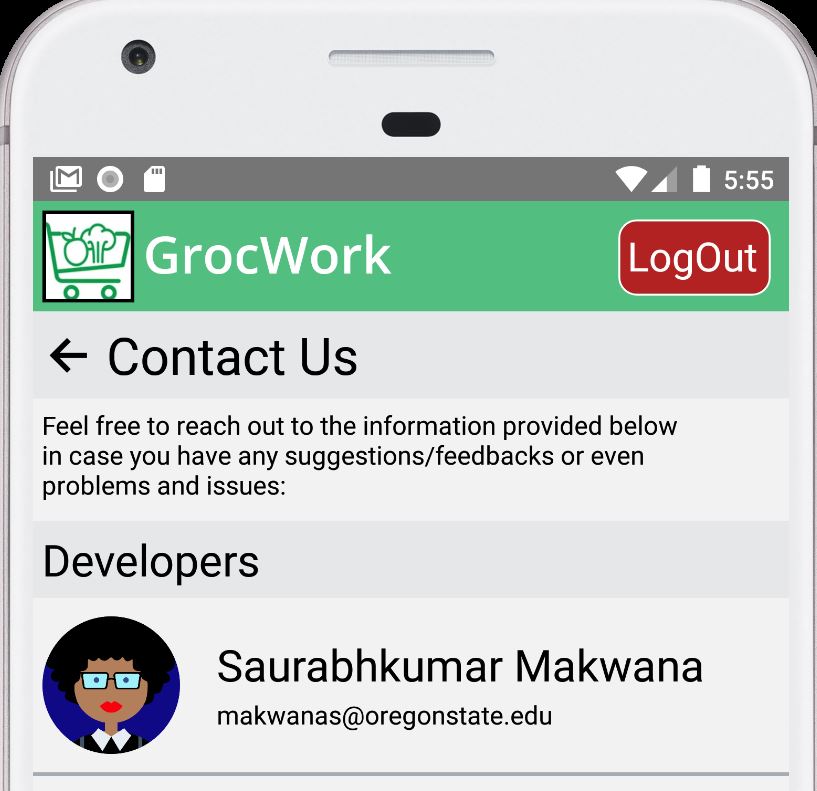 5:55
GrocWork
LogOut
Contact Us
Feel free to reach out to the information provided below
in case you have any suggestions/feedbacks or even
problems and issues:
Developers
Saurabhkumar Makwana
makwanas@oregonstate.edu